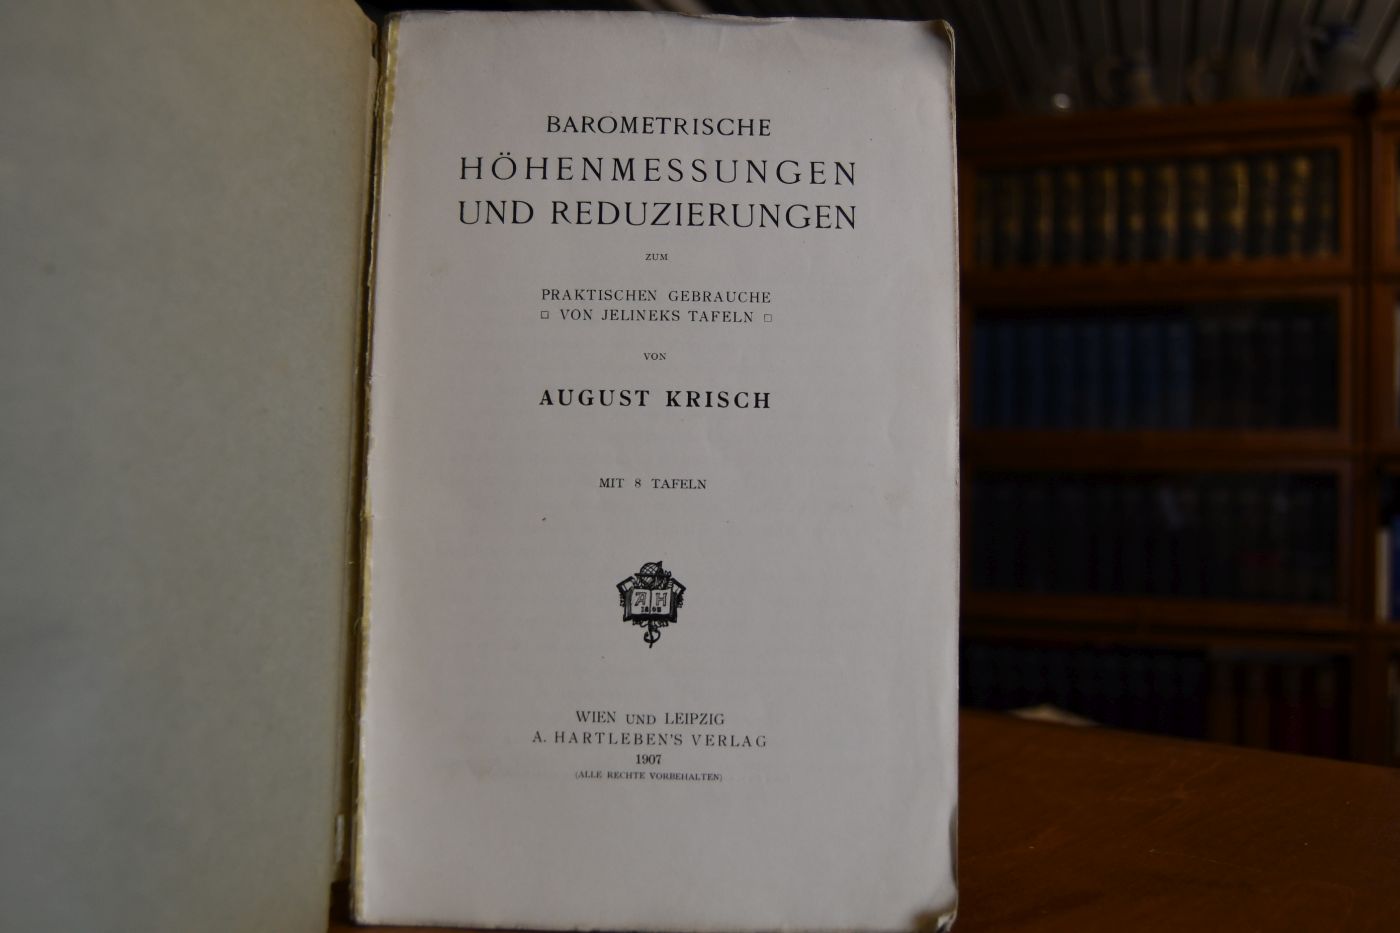 BAROMETRISCHE
HÖHENMESSUNGEN
UND REDUZIERUNGEN
ZUM
PRAKTISCHEN GEBRAUCHE
VON JELINEKS TAFELN
VON
AUGUST KRISCH
MIT 8 TAFELN
A H
WIEN UND LEIPZIG
A. HARTLEBEN'S VERLAG
1907
(ALLE RECHTE VORBEHALTEN)